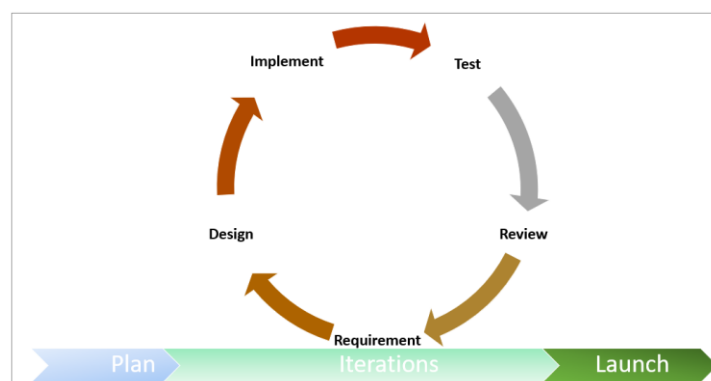 Implement
Test
Design
Review
Requirement
Plan
Iterations
Launch